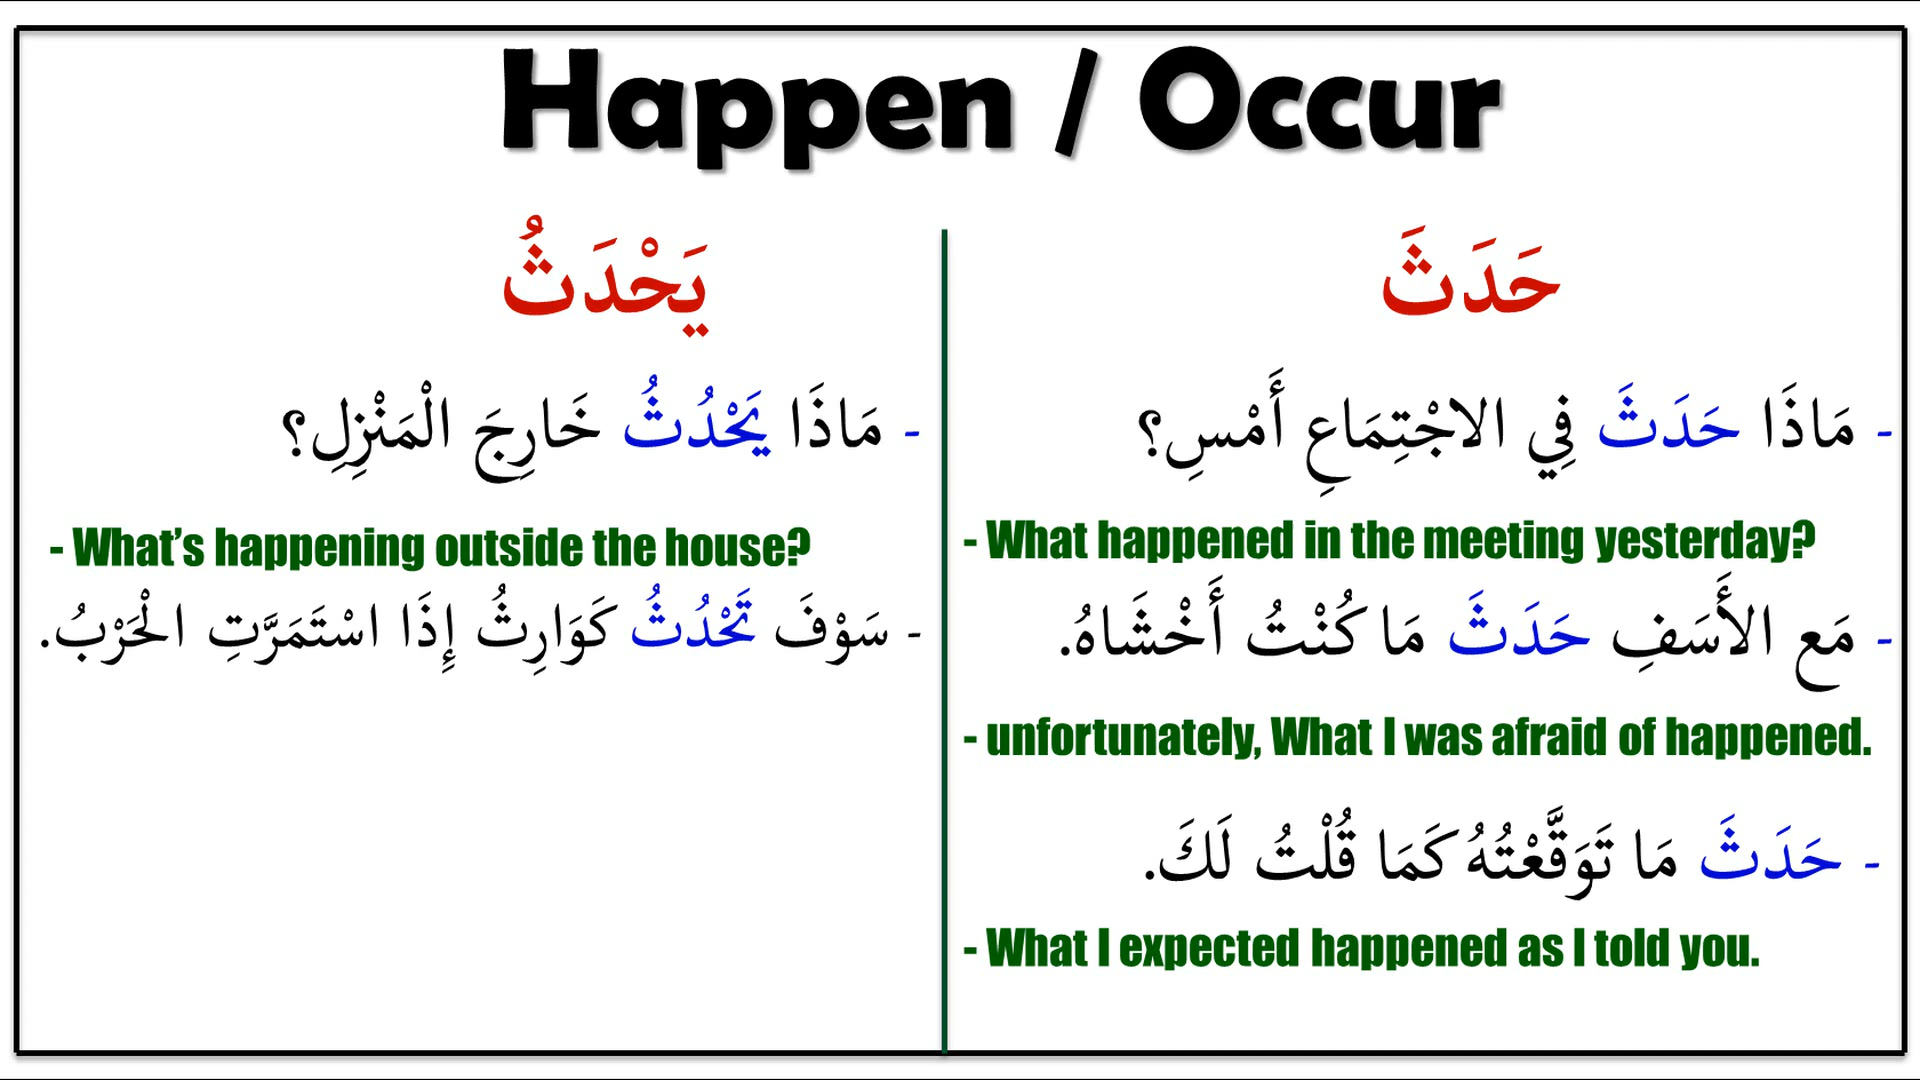 Happen / Occur
حَدَثَ
- مَاذَا حَدَثَ فِي الاجْتِمَاعِ أَمْسِ؟
- What happened in the meeting yesterday?
- مَع الأَسَفِ حَدَثَ مَا كُنْتُ أَخْشَاهُ.
- unfortunately, What I was afraid of happened.
- حَدَثَ مَا تَوَقَّعْتُهُ كَمَا قُلْتُ لَكَ.
- What I expected happened as I told you.
يَحْدَثُ
- مَاذَا يَحْدُثُ خَارِجَ الْمَنْزِلِ؟
- What’s happening outside the house?
- سَوْفَ تَحْدُثُ كَوَارِثُ إِذَا اسْتَمَرَّتِ الْحَرْبُ.